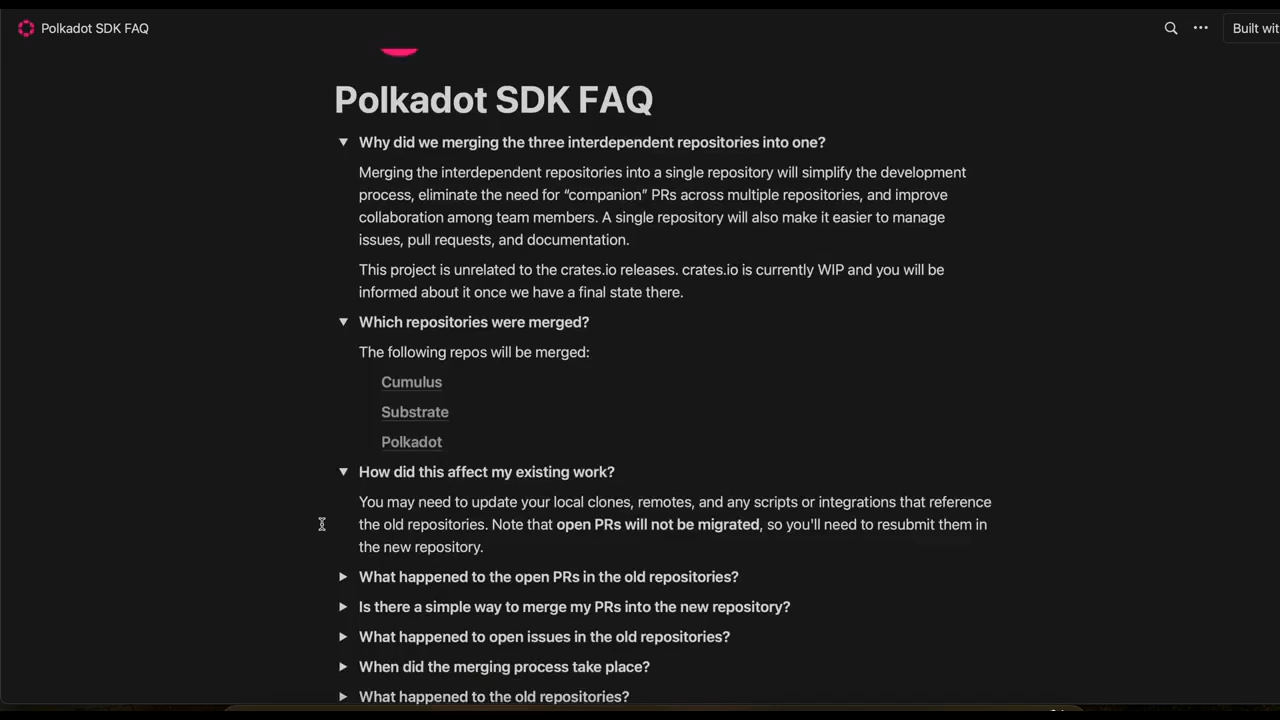 Polkadot SDK FAQ
Built wit
Polkadot SDK FAQ
Why did we merging the three interdependent repositories into one?
Merging the interdependent repositories into a single repository will simplify the development
process, eliminate the need for “companion” PRs across multiple repositories, and improve
collaboration among team members. A single repository will also make it easier to manage
issues, pull requests, and documentation.
This project is unrelated to the crates.io releases. crates.io is currently WIP and you will be
informed about it once we have a final state there.
Which repositories were merged?
The following repos will be merged:
Cumulus
Substrate
Polkadot
How did this affect my existing work?
You may need to update your local clones, remotes, and any scripts or integrations that reference
the old repositories. Note that open PRs will not be migrated, so you'll need to resubmit them in
the new repository.
What happened to the open PRs in the old repositories?
Is there a simple way to merge my PRs into the new repository?
What happened to open issues in the old repositories?
When did the merging process take place?
What happened to the old repositories?